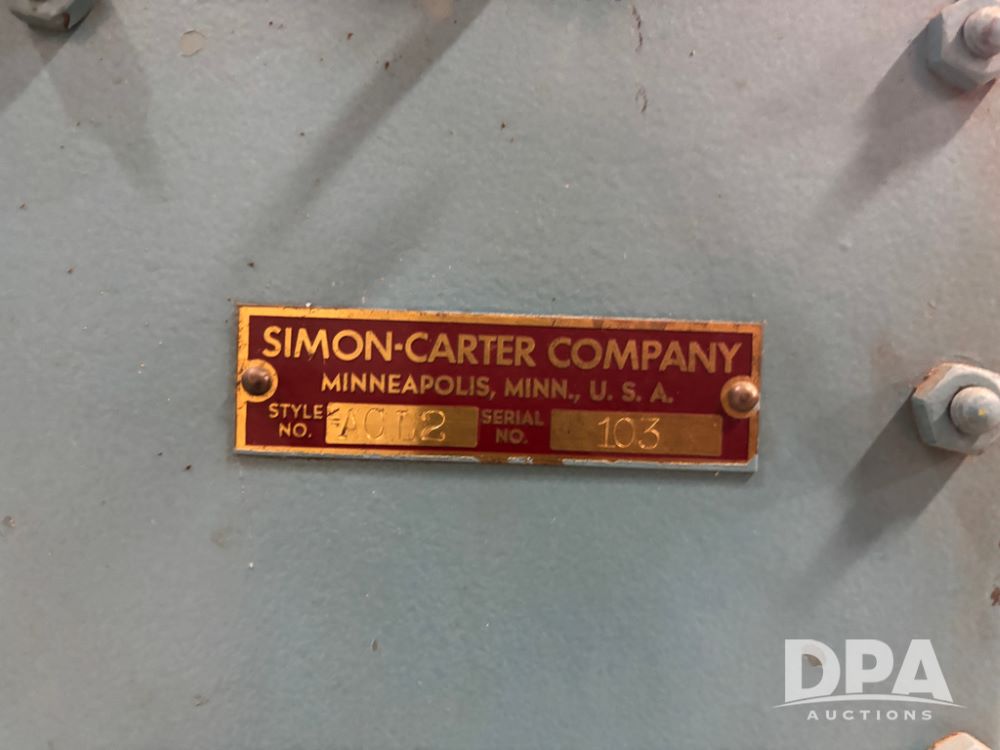 SIMON-CARTER COMPANY
MINNEAPOLIS, MINN., U. S. A.
STYLE NO. ACL2 SERIAL NO. 103
DPA
AUCTIONS